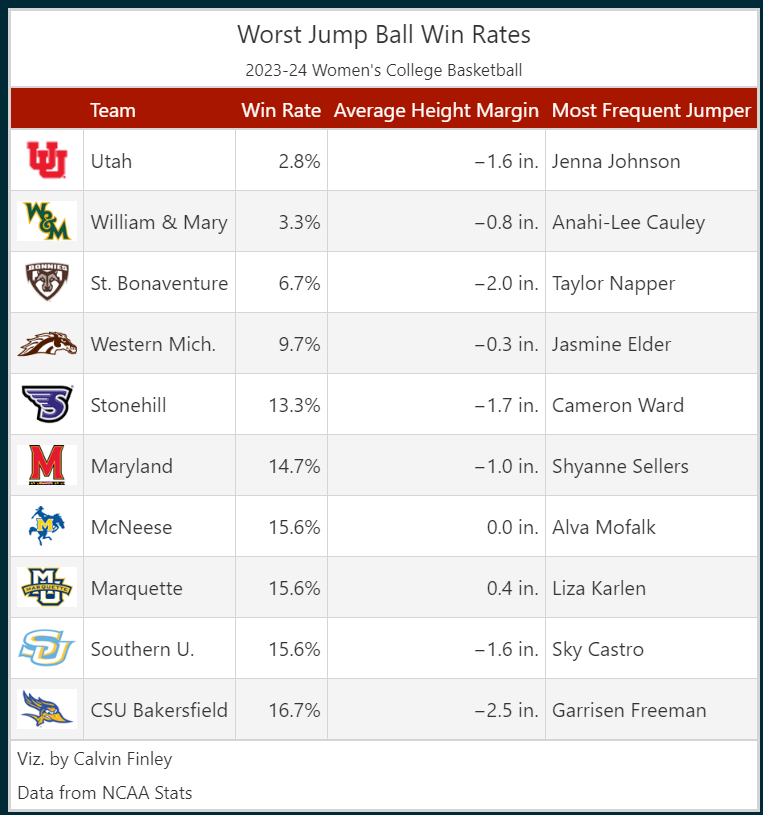 Worst Jump Ball Win Rates
2023-24 Women's College Basketball
Team Win Rate Average Height Margin Most Frequent Jumper
Utah 2.8% −1.6 in. Jenna Johnson
W&M William & Mary 3.3% −0.8 in. Anahi-Lee Cauley
BONNIES St. Bonaventure 6.7% −2.0 in. Taylor Napper
Western Mich. 9.7% −0.3 in. Jasmine Elder
S Stonehill 13.3% −1.7 in. Cameron Ward
M Maryland 14.7% −1.0 in. Shyanne Sellers
M McNeese 15.6% 0.0 in. Alva Mofalk
MU MARQUETTE Marquette 15.6% 0.4 in. Liza Karlen
SU Southern U. 15.6% −1.6 in. Sky Castro
CSU Bakersfield 16.7% −2.5 in. Garrisen Freeman
Viz. by Calvin Finley
Data from NCAA Stats